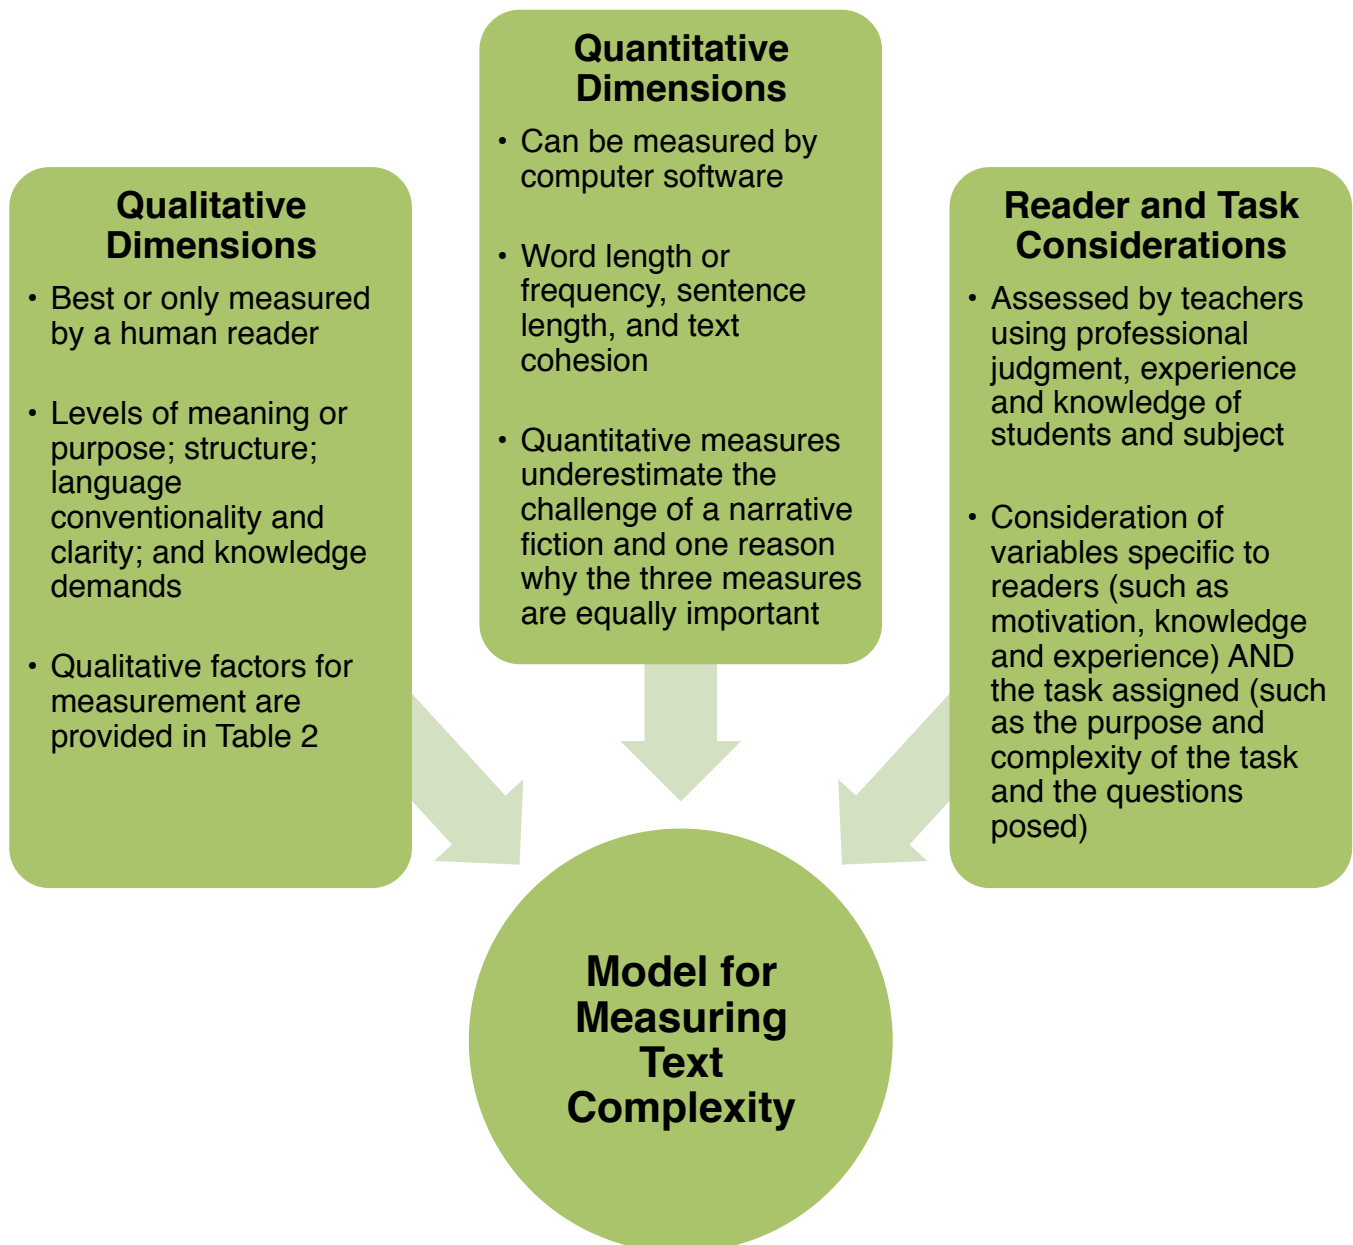 Qualitative
Dimensions
• Best or only measured
by a human reader
• Levels of meaning or
purpose; structure;
language
conventionality and
clarity; and knowledge
demands
• Qualitative factors for
measurement are
provided in Table 2
Quantitative
Dimensions
• Can be measured by
computer software
• Word length or
frequency, sentence
length, and text
cohesion
• Quantitative measures
underestimate the
challenge of a narrative
fiction and one reason
why the three measures
are equally important
Reader and Task
Considerations
• Assessed by teachers
using professional
judgment, experience
and knowledge of
students and subject
• Consideration of
variables specific to
readers (such as
motivation, knowledge
and experience) AND
the task assigned (such
as the purpose and
complexity of the task
and the questions
posed)
Model for
Measuring
Text
Complexity